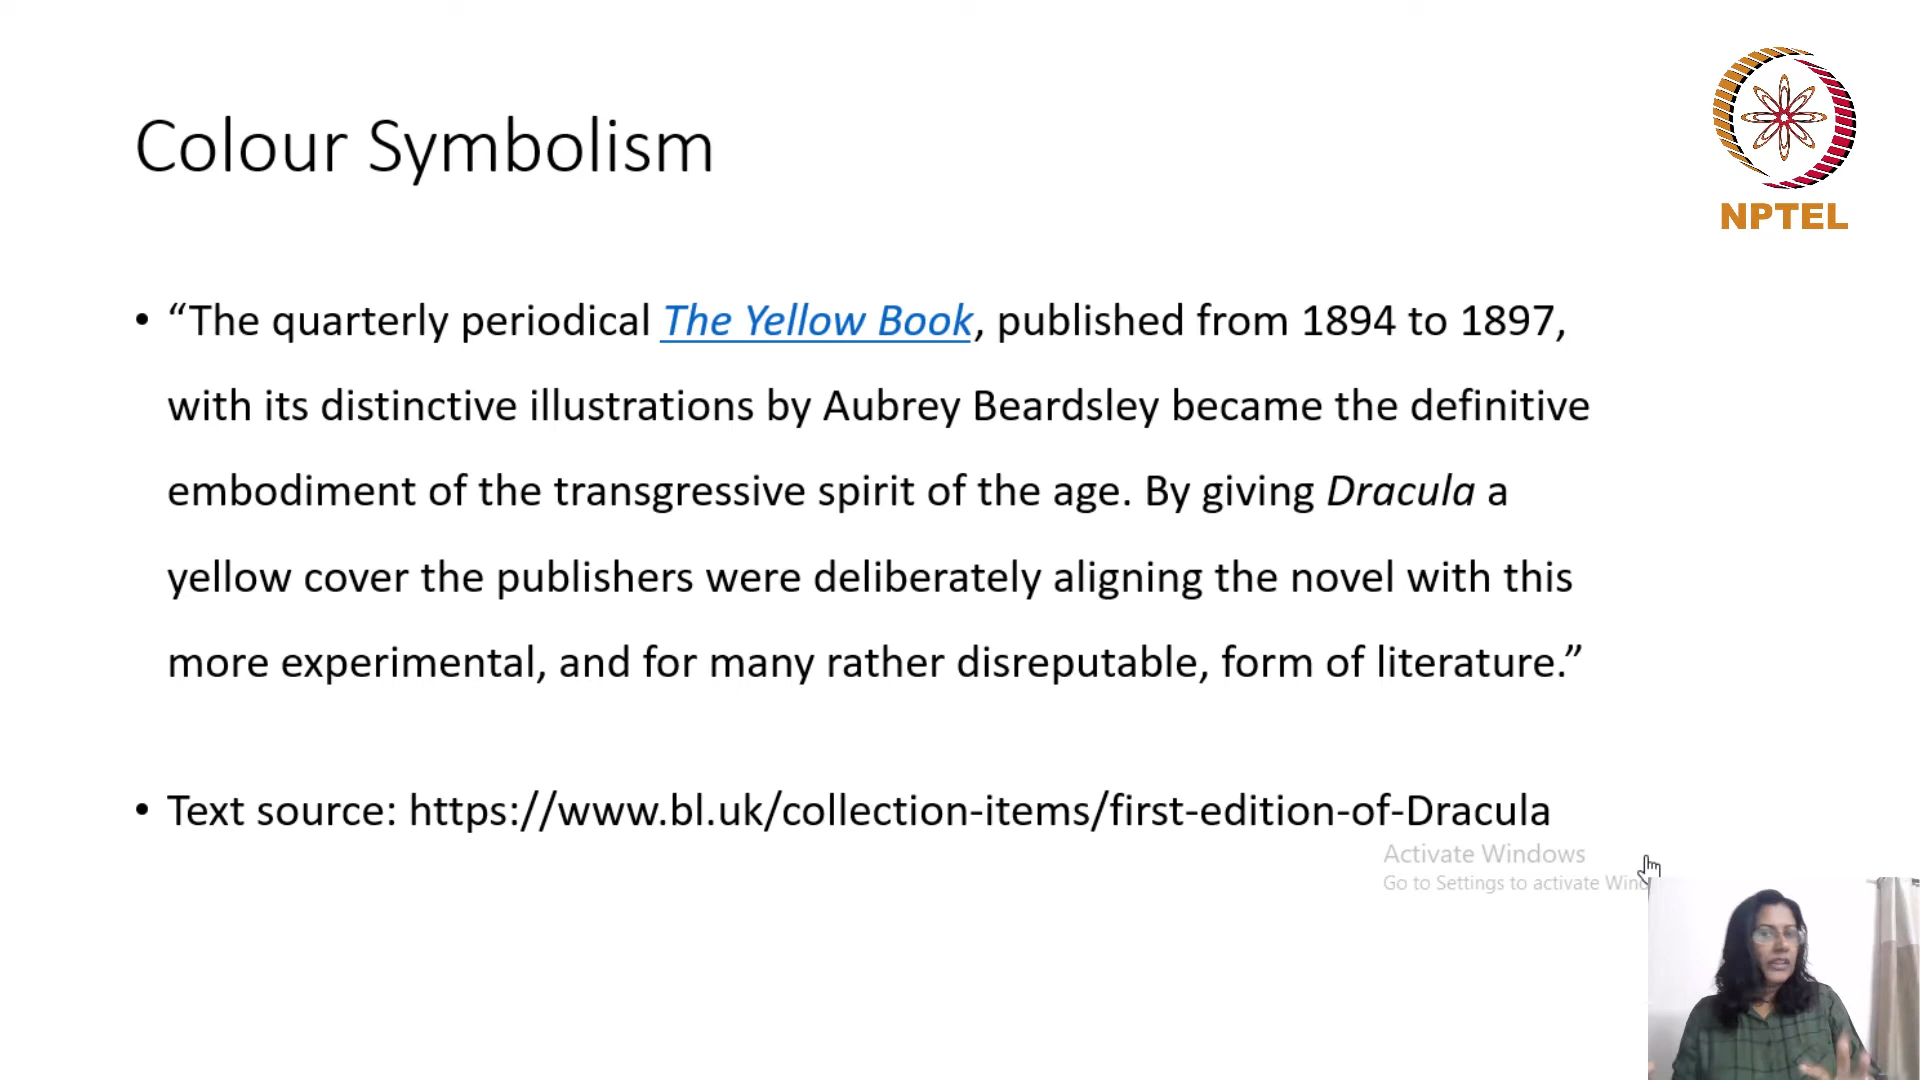 Colour Symbolism
NPTEL
• “The quarterly periodical The Yellow Book, published from 1894 to 1897,
with its distinctive illustrations by Aubrey Beardsley became the definitive
embodiment of the transgressive spirit of the age. By giving Dracula a
yellow cover the publishers were deliberately aligning the novel with this
more experimental, and for many rather disreputable, form of literature.”
• Text source: https://www.bl.uk/collection-items/first-edition-of-Dracula
Activate Windows
Go to Settings to activate